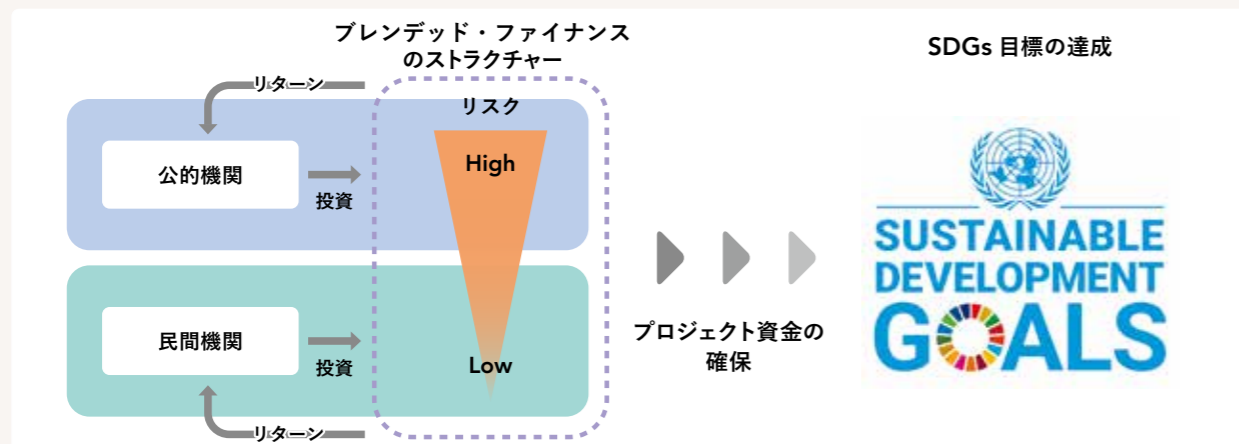 ブレンデッド・ファイナンス
のストラクチャー
SDGs 目標の達成
リターン
リスク
公的機関
投資
High
民間機関
投資
Low
リターン
プロジェクト資金の
確保
SUSTAINABLE
DEVELOPMENT
GOALS